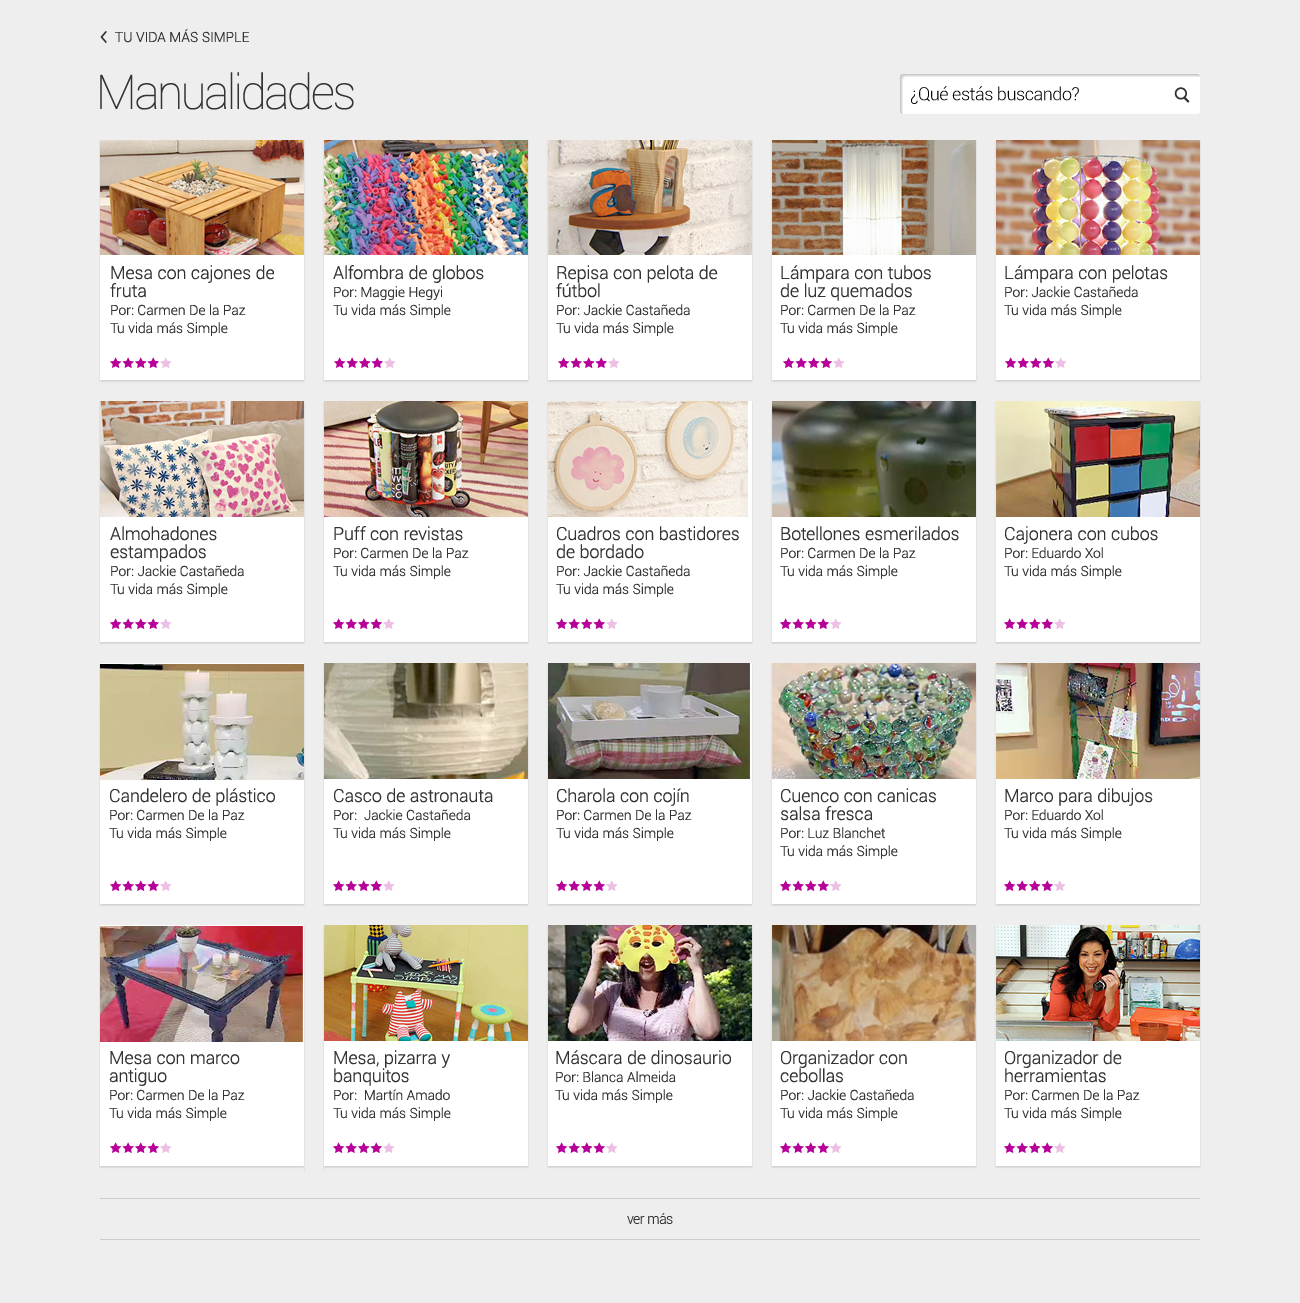 TU VIDA MÁS SIMPLE
Manualidades
¿Qué estás buscando?
Mesa con cajones de
fruta
Por: Carmen De la Paz
Tu vida más Simple
Alfombra de globos
Por: Maggie Hegyi
Tu vida más Simple
Repisa con pelota de
fútbol
Por: Jackie Castañeda
Tu vida más Simple
Lámpara con tubos
de luz quemados
Por: Carmen De la Paz
Tu vida más Simple
Lámpara con pelotas
Por: Jackie Castañeda
Tu vida más Simple
Almohadones
estampados
Por: Jackie Castañeda
Tu vida más Simple
Puff con revistas
Por: Carmen De la Paz
Tu vida más Simple
Cuadros con bastidores
de bordado
Por: Jackie Castañeda
Tu vida más Simple
Botellones esmerilados
Por: Carmen De la Paz
Tu vida más Simple
Cajonera con cubos
Por: Eduardo Xol
Tu vida más Simple
Candelero de plástico
Por: Carmen De la Paz
Tu vida más Simple
Casco de astronauta
Por:  Jackie Castañeda
Tu vida más Simple
Charola con cojín
Por: Carmen De la Paz
Tu vida más Simple
Cuenco con canicas
salsa fresca
Por: Luz Blanchet
Tu vida más Simple
Marco para dibujos
Por: Eduardo Xol
Tu vida más Simple
Mesa con marco
antiguo
Por: Carmen De la Paz
Tu vida más Simple
Mesa, pizarra y
banquitos
Por:  Martín Amado
Tu vida más Simple
Máscara de dinosaurio
Por: Blanca Almeida
Tu vida más Simple
Organizador con
cebollas
Por: Jackie Castañeda
Tu vida más Simple
Organizador de
herramientas
Por: Carmen De la Paz
Tu vida más Simple
ver más